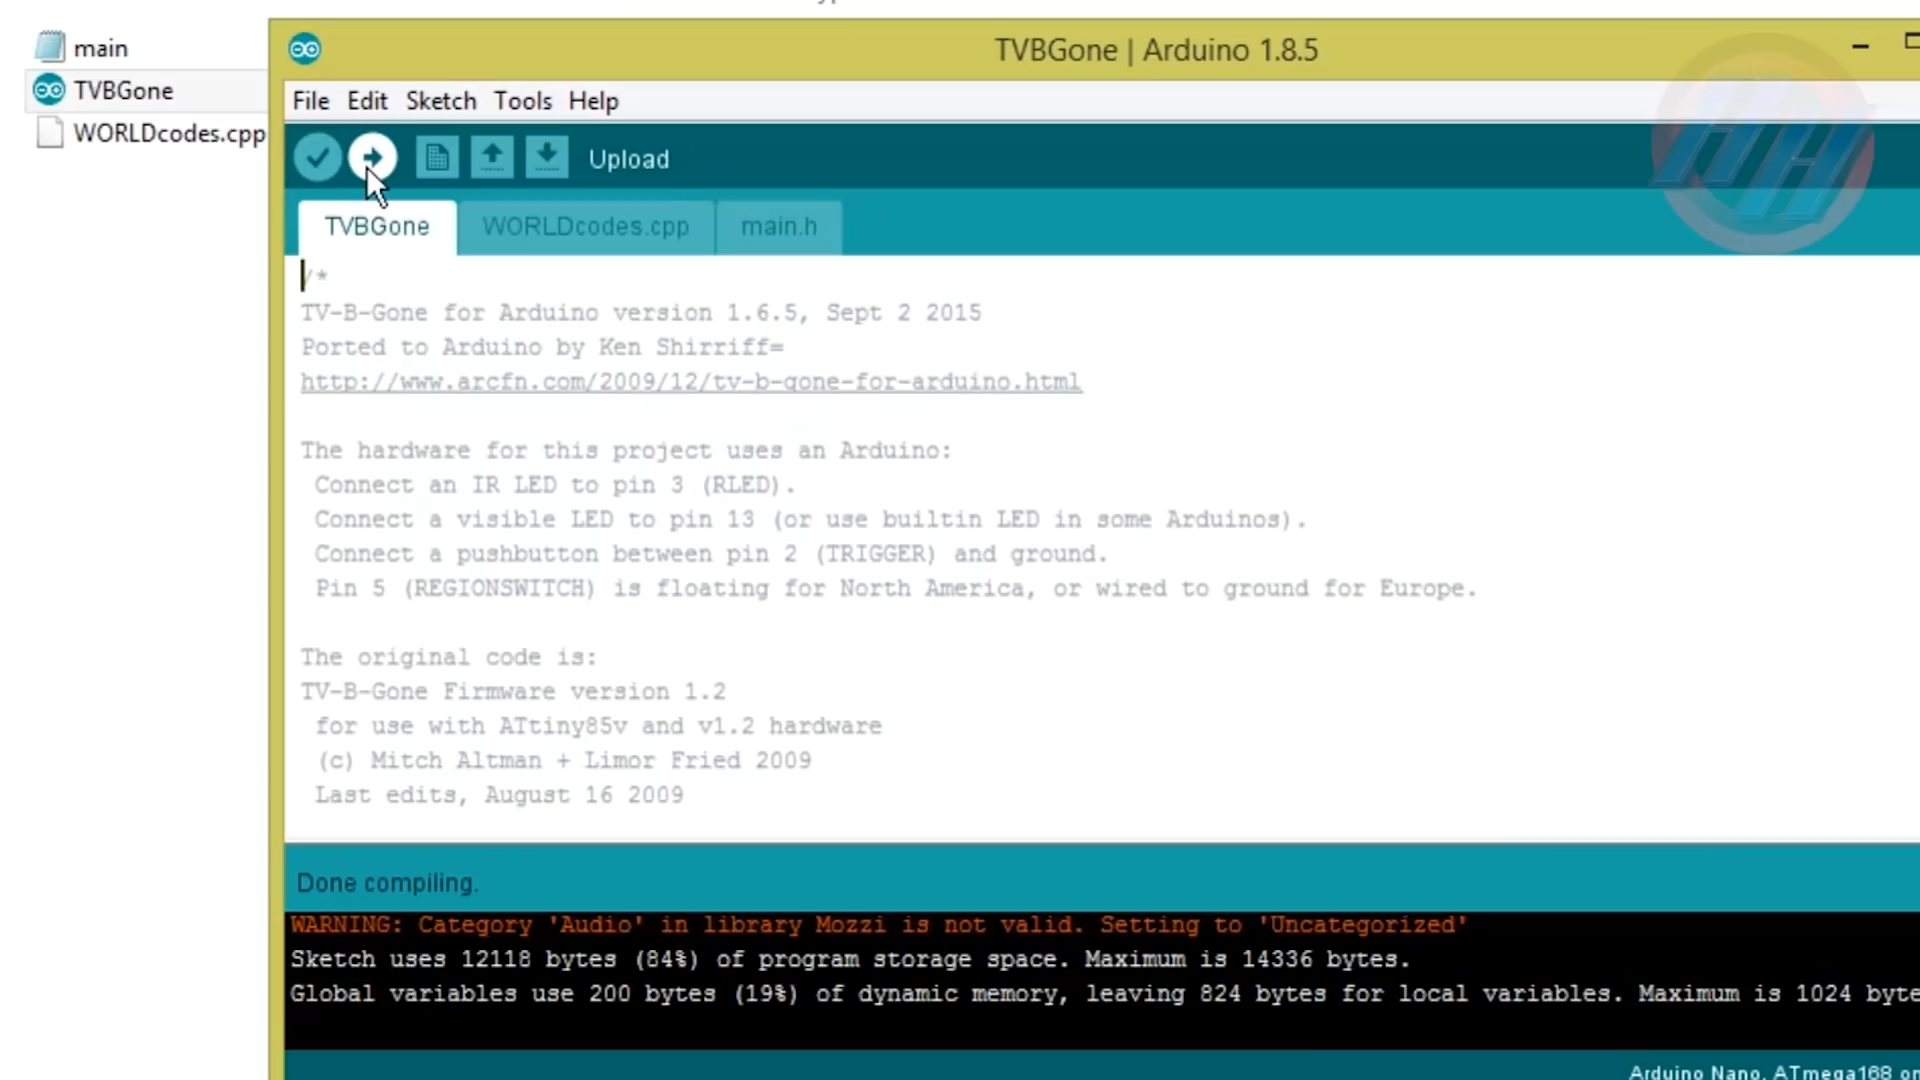 main
TVBGone
WORLDcodes.cpp
TVBGone | Arduino 1.8.5
File Edit Sketch Tools Help
Upload
TVBGone WORLDcodes.cpp main.h
/*
TV-B-Gone for Arduino version 1.6.5, Sept 2 2015
Ported to Arduino by Ken Shirriff=
http://www.arcfn.com/2009/12/tv-b-gone-for-arduino.html
The hardware for this project uses an Arduino:
Connect an IR LED to pin 3 (RLED).
Connect a visible LED to pin 13 (or use builtin LED in some Arduinos).
Connect a pushbutton between pin 2 (TRIGGER) and ground.
Pin 5 (REGIONSWITCH) is floating for North America, or wired to ground for Europe.
The original code is:
TV-B-Gone Firmware version 1.2
for use with ATtiny85v and v1.2 hardware
(c) Mitch Altman + Limor Fried 2009
Last edits, August 16 2009
Done compiling.
WARNING: Category 'Audio' in library Mozzi is not valid. Setting to 'Uncategorized'
Sketch uses 12118 bytes (84%) of program storage space. Maximum is 14336 bytes.
Global variables use 200 bytes (19%) of dynamic memory, leaving 824 bytes for local variables. Maximum is 1024 byte
Arduino Nano, ATmega168 on